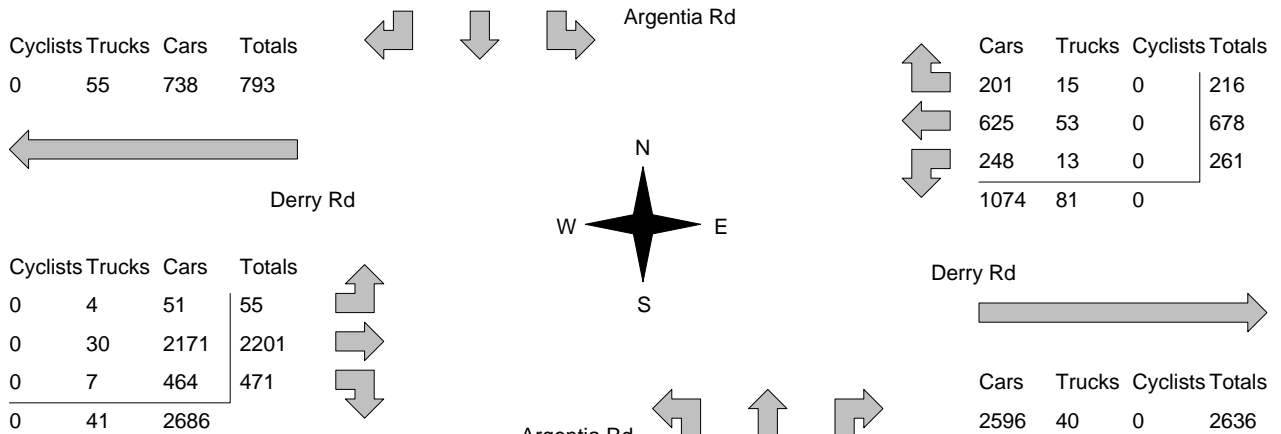 Argentia Rd
Cyclists Trucks Cars Totals
0 55 738 793
Cars Trucks Cyclists Totals
201 15 0 216
625 53 0 678
248 13 0 261
1074 81 0
Derry Rd
N
W E
S
Cyclists Trucks Cars Totals
0 4 51 55
0 30 2171 2201
0 7 464 471
0 41 2686
Derry Rd
Cars Trucks Cyclists Totals
2596 40 0 2636
Argentia Rd